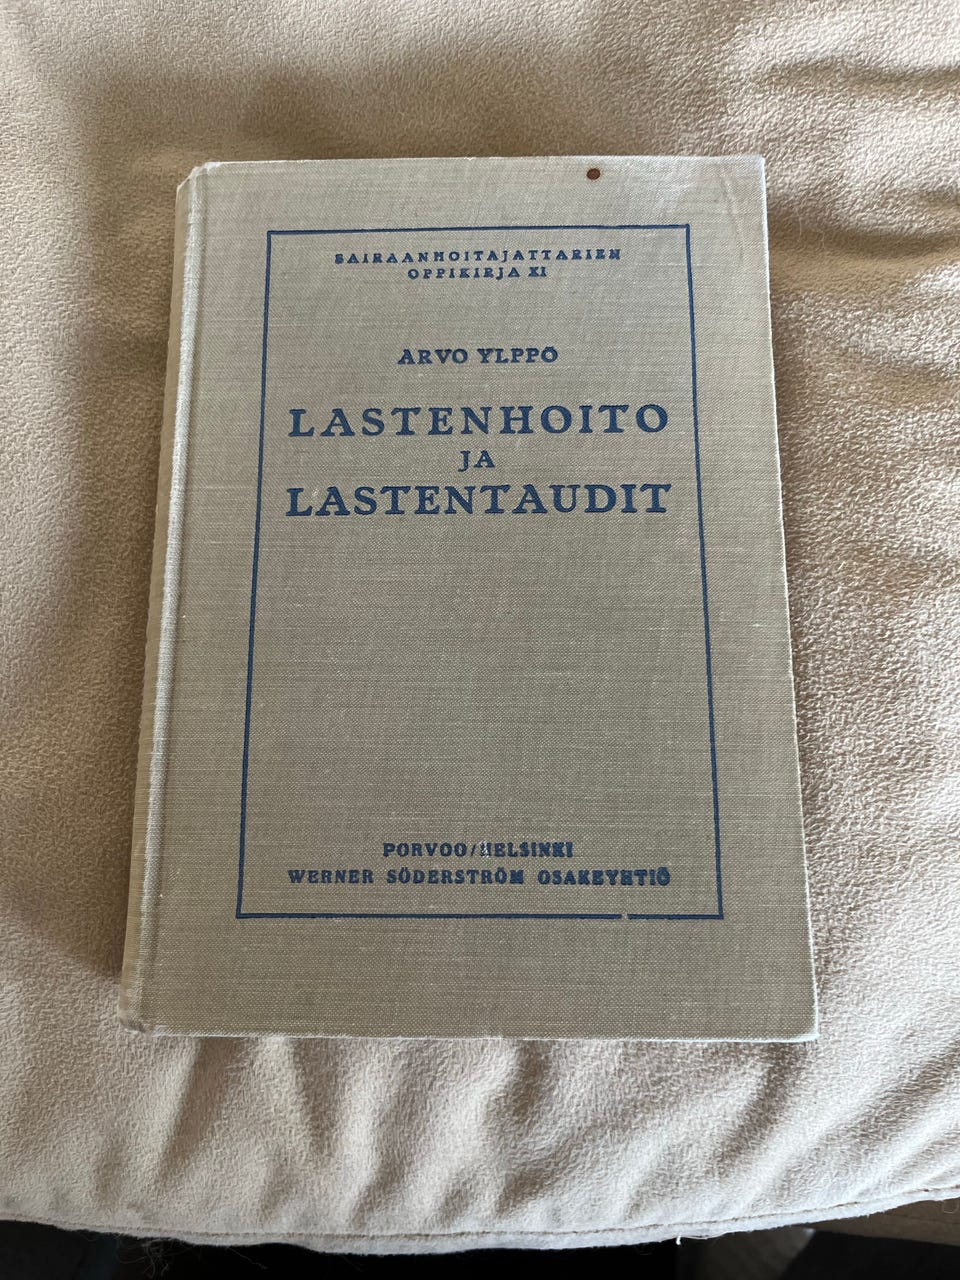 SAIRAANHOITAJATTARIEN
OPPIKIRJA XI
ARVO YLPPÖ
LASTENHOITO
JA
LASTENTAUDIT
PORVOO/HELSINKI
WERNER SÖDERSTRÖM OSAKEYHTIÖ